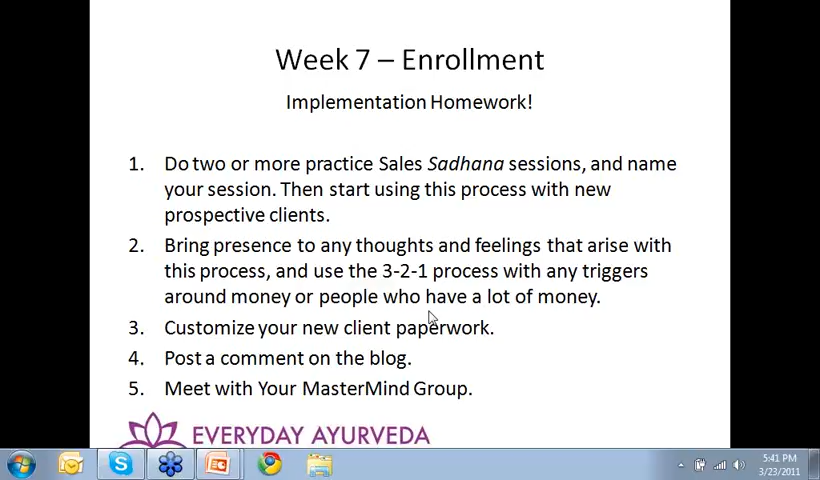 Week 7 – Enrollment
Implementation Homework!
1. Do two or more practice Sales Sadhana sessions, and name
your session. Then start using this process with new
prospective clients.
2. Bring presence to any thoughts and feelings that arise with
this process, and use the 3-2-1 process with any triggers
around money or people who have a lot of money.
3. Customize your new client paperwork.
4. Post a comment on the blog.
5. Meet with Your MasterMind Group.
EVERYDAY AYURVEDA
5:41 PM
3/23/2011